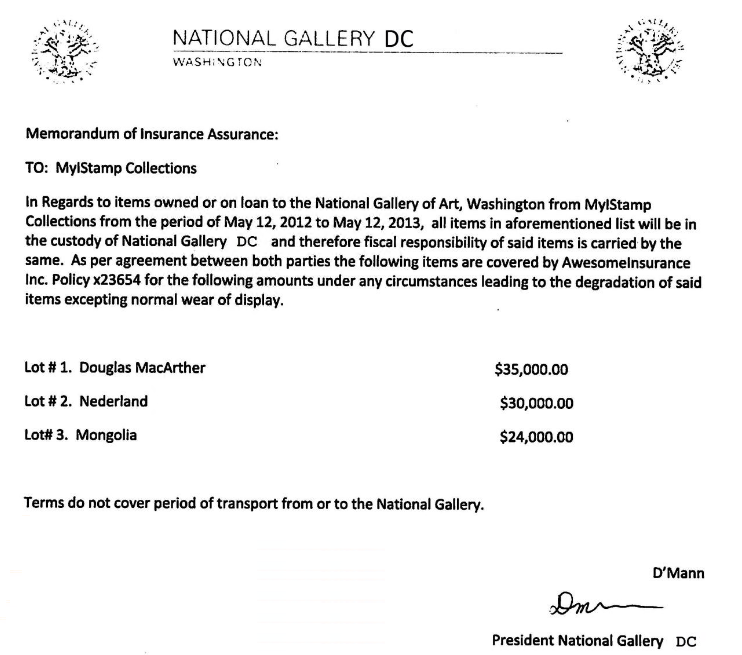 NATIONAL GALLERY DC
WASHINGTON
Memorandum of Insurance Assurance:
TO: MyIStamp Collections
In Regards to items owned or on loan to the National Gallery of Art, Washington from MyIStamp
Collections from the period of May 12, 2012 to May 12, 2013, all items in aforementioned list will be in
the custody of National Gallery DC and therefore fiscal responsibility of said items is carried by the
same. As per agreement between both parties the following items are covered by AwesomeInsurance
Inc. Policy x23654 for the following amounts under any circumstances leading to the degradation of said
items excepting normal wear of display.
Lot # 1. Douglas MacArther $35,000.00
Lot # 2. Nederland $30,000.00
Lot# 3. Mongolia $24,000.00
Terms do not cover period of transport from or to the National Gallery.
D'Mann
President National Gallery DC